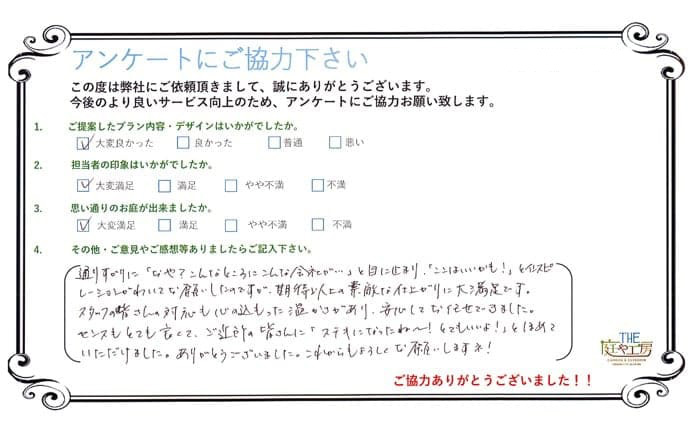 アンケートにご協力下さい
この度は弊社にご依頼頂きまして、誠にありがとうございます。
今後のより良いサービス向上のため、アンケートにご協力お願い致します。
1. ご提案したプラン内容・デザインはいかがでしたか。
大変良かった 良かった 普通 悪い
2. 担当者の印象はいかがでしたか。
大変満足 満足 やや不満 不満
3. 思い通りのお庭が出来ましたか。
大変満足 満足 やや不満 不満
4. その他・ご意見やご感想等ありましたらご記入下さい。
通りすがりに「なや?こんなところにこんな会社が…」と目に止まり、「ここはいいかも!」とインスピ
レーションがわいてお願いしたのですが、期待以上の素敵な仕上がりに大満足です。
スタッフの皆さんの対応も心の込もった温かさがあり、安心しておまかせできました。
センスもとても良くて、ご近所の皆さんに「ステキになったね〜!とてもいいよ!」とほめて
いただけました。ありがとうございました。これからもよろしくお願いしますネ!
THE
庭や工房
ご協力ありがとうございました!!